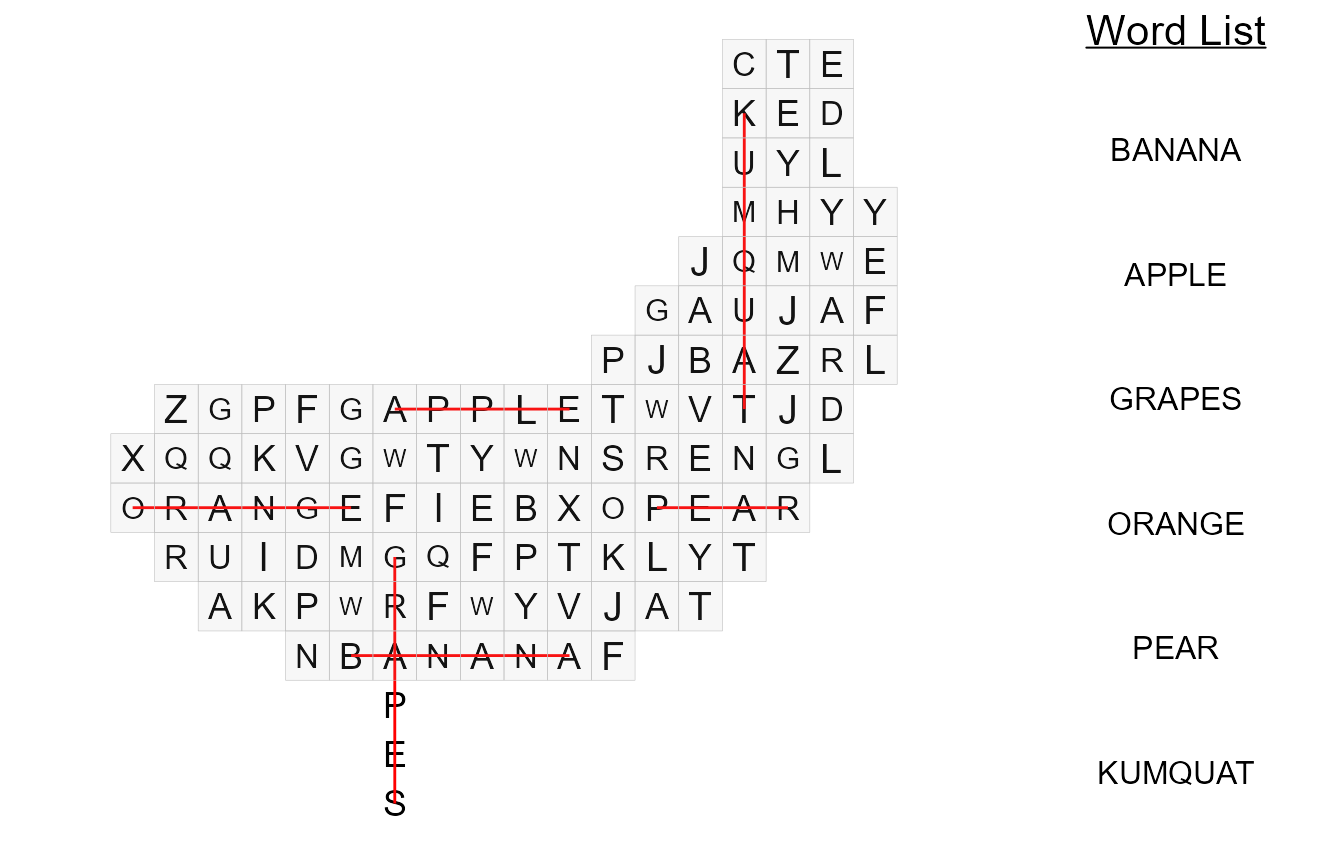 Word List
C T E
K E D
U Y L
M H Y Y
J Q M W E
G A U J A F
P J B A Z R L
Z G P F G A P P L E T W V T J D
X Q Q K V G W T Y W N S R E N G L
O R A N G E F I E B X O P E A R
R U I D M G Q F P T K L Y T
A K P W R F W Y V J A T
N B A N A N A F
P
E
S
BANANA
APPLE
GRAPES
ORANGE
PEAR
KUMQUAT